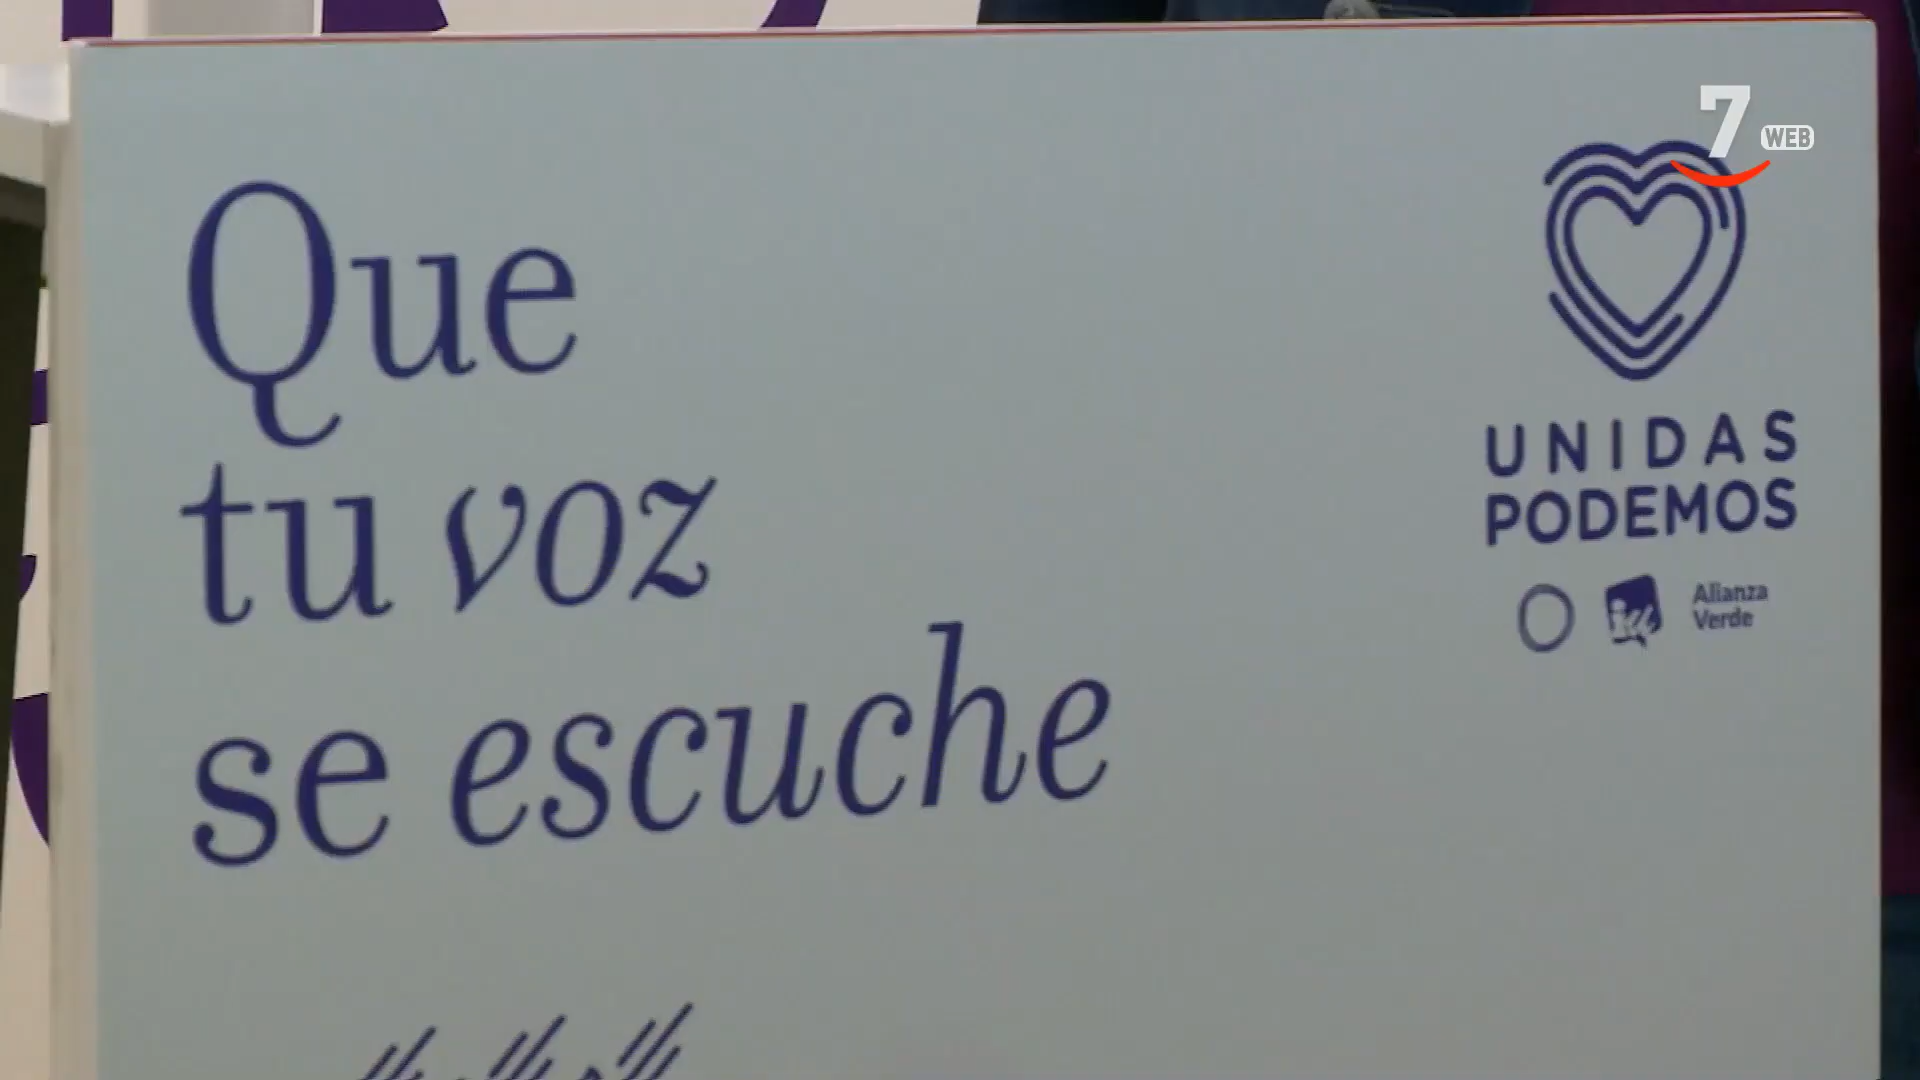 7 WEB
Que
tu voz
se escuche
UNIDAS
PODEMOS
Alianza
Verde